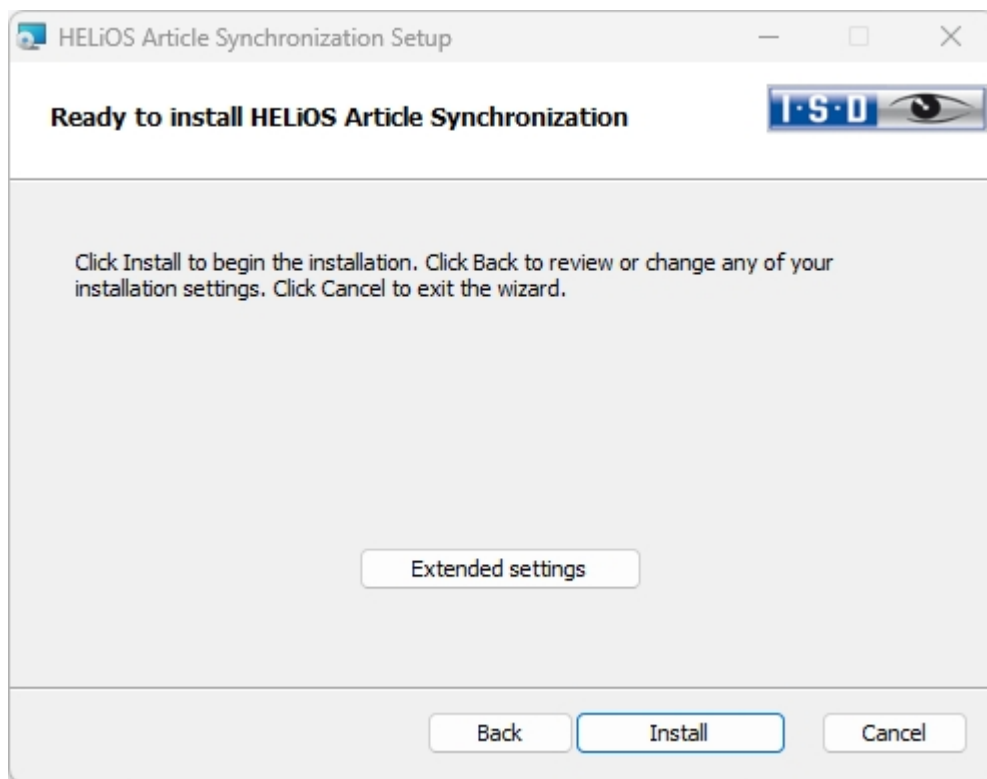 HELiOS Article Synchronization Setup
Ready to install HELiOS Article Synchronization
I·S·D
Click Install to begin the installation. Click Back to review or change any of your
installation settings. Click Cancel to exit the wizard.
Extended settings
Back
Install
Cancel